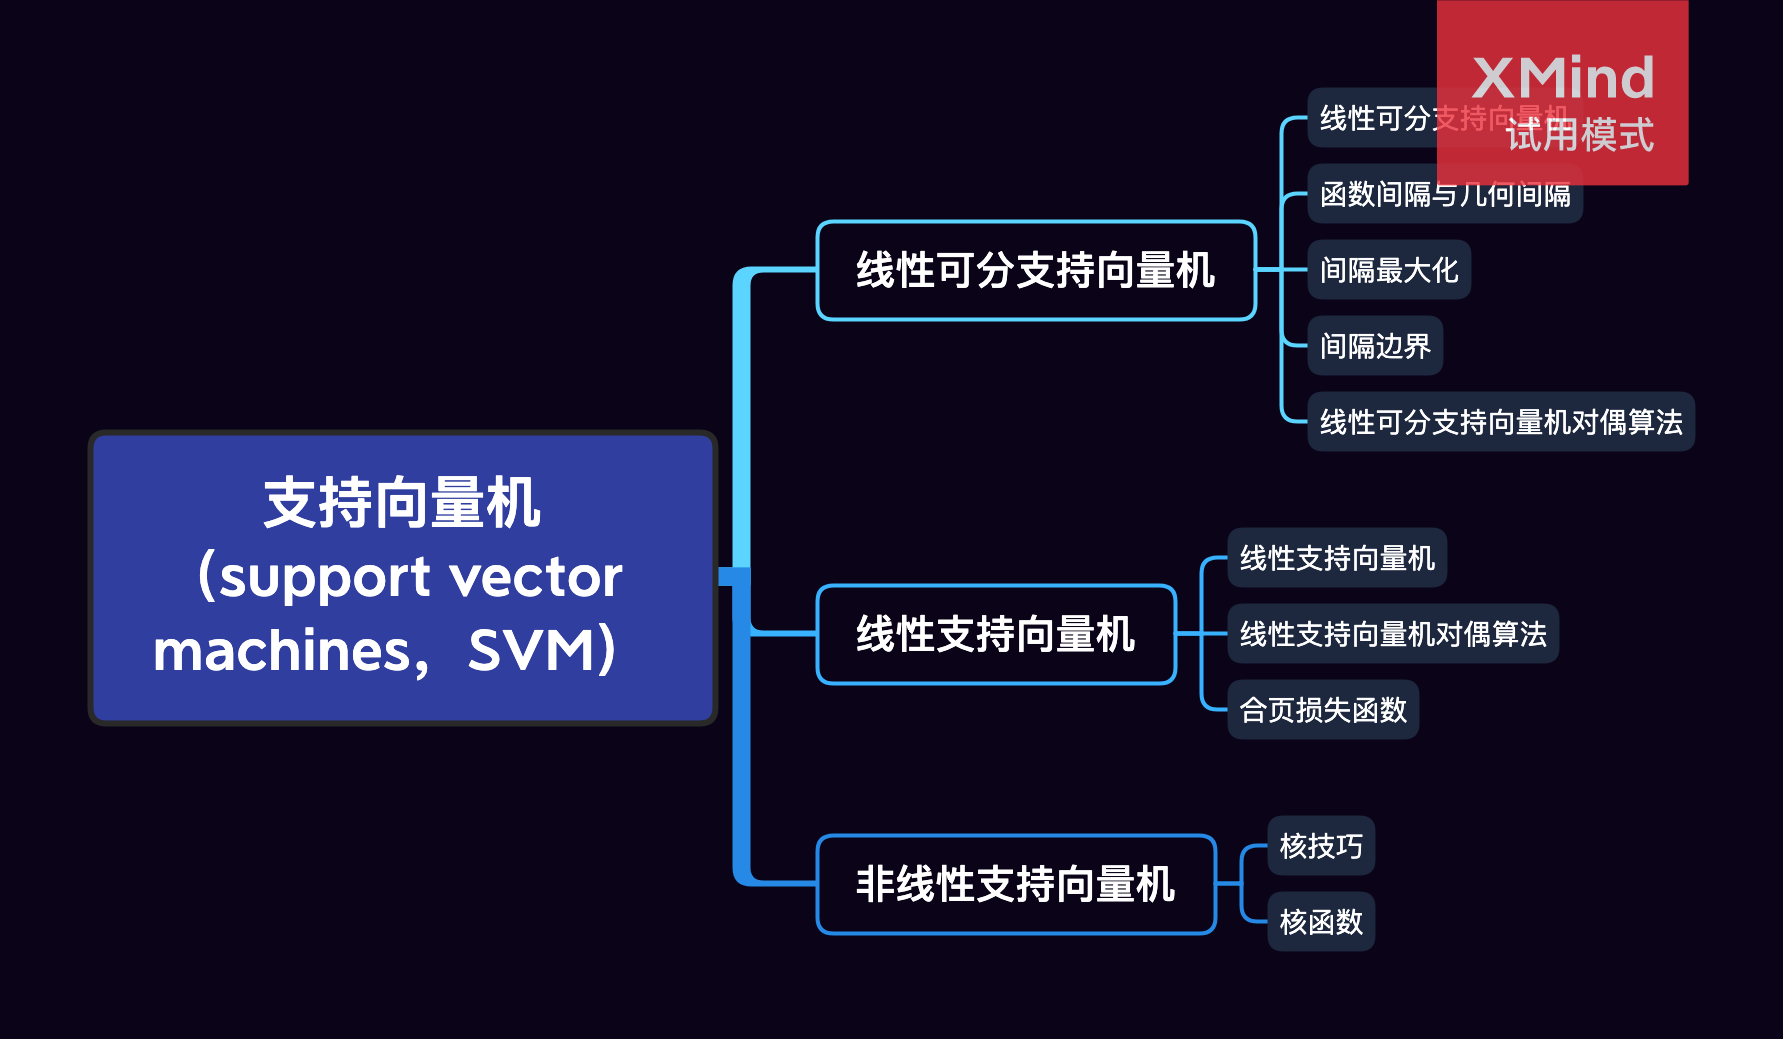 XMind
试用模式
线性可分支持向量机
函数间隔与几何间隔
间隔最大化
间隔边界
线性可分支持向量机对偶算法
线性可分支持向量机
支持向量机
（support vector
machines，SVM）
线性支持向量机
线性支持向量机
线性支持向量机对偶算法
合页损失函数
非线性支持向量机
核技巧
核函数